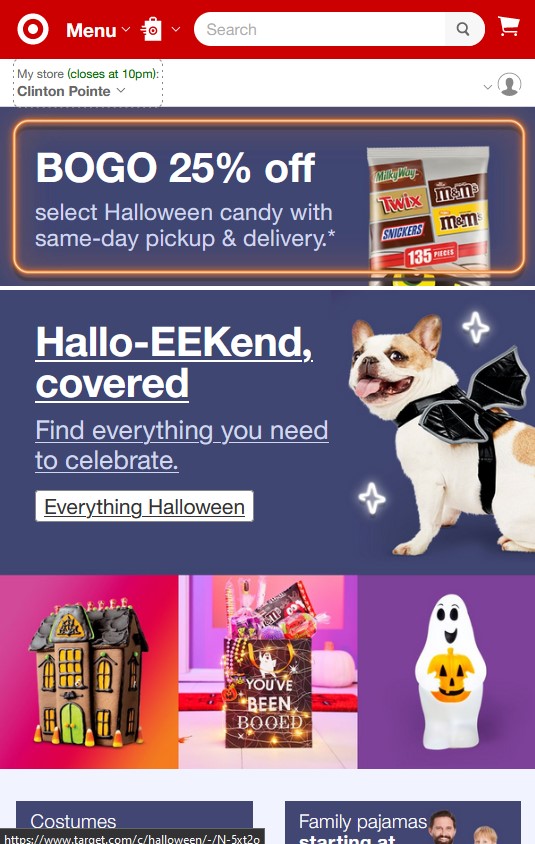 Menu
Search
My store (closes at 10pm):
Clinton Pointe
BOGO 25% off
select Halloween candy with
same-day pickup & delivery.*
MilkyWay
Twix
m&m's
SNICKERS
m&m's
135 PIECES
Hallo-EEKend,
covered
Find everything you need
to celebrate.
Everything Halloween
m&m's
YOU'VE
BEEN
BOOED
Costumes
Family pajamas
starting at
https://www.target.com/c/halloween/-/N-5xt2o